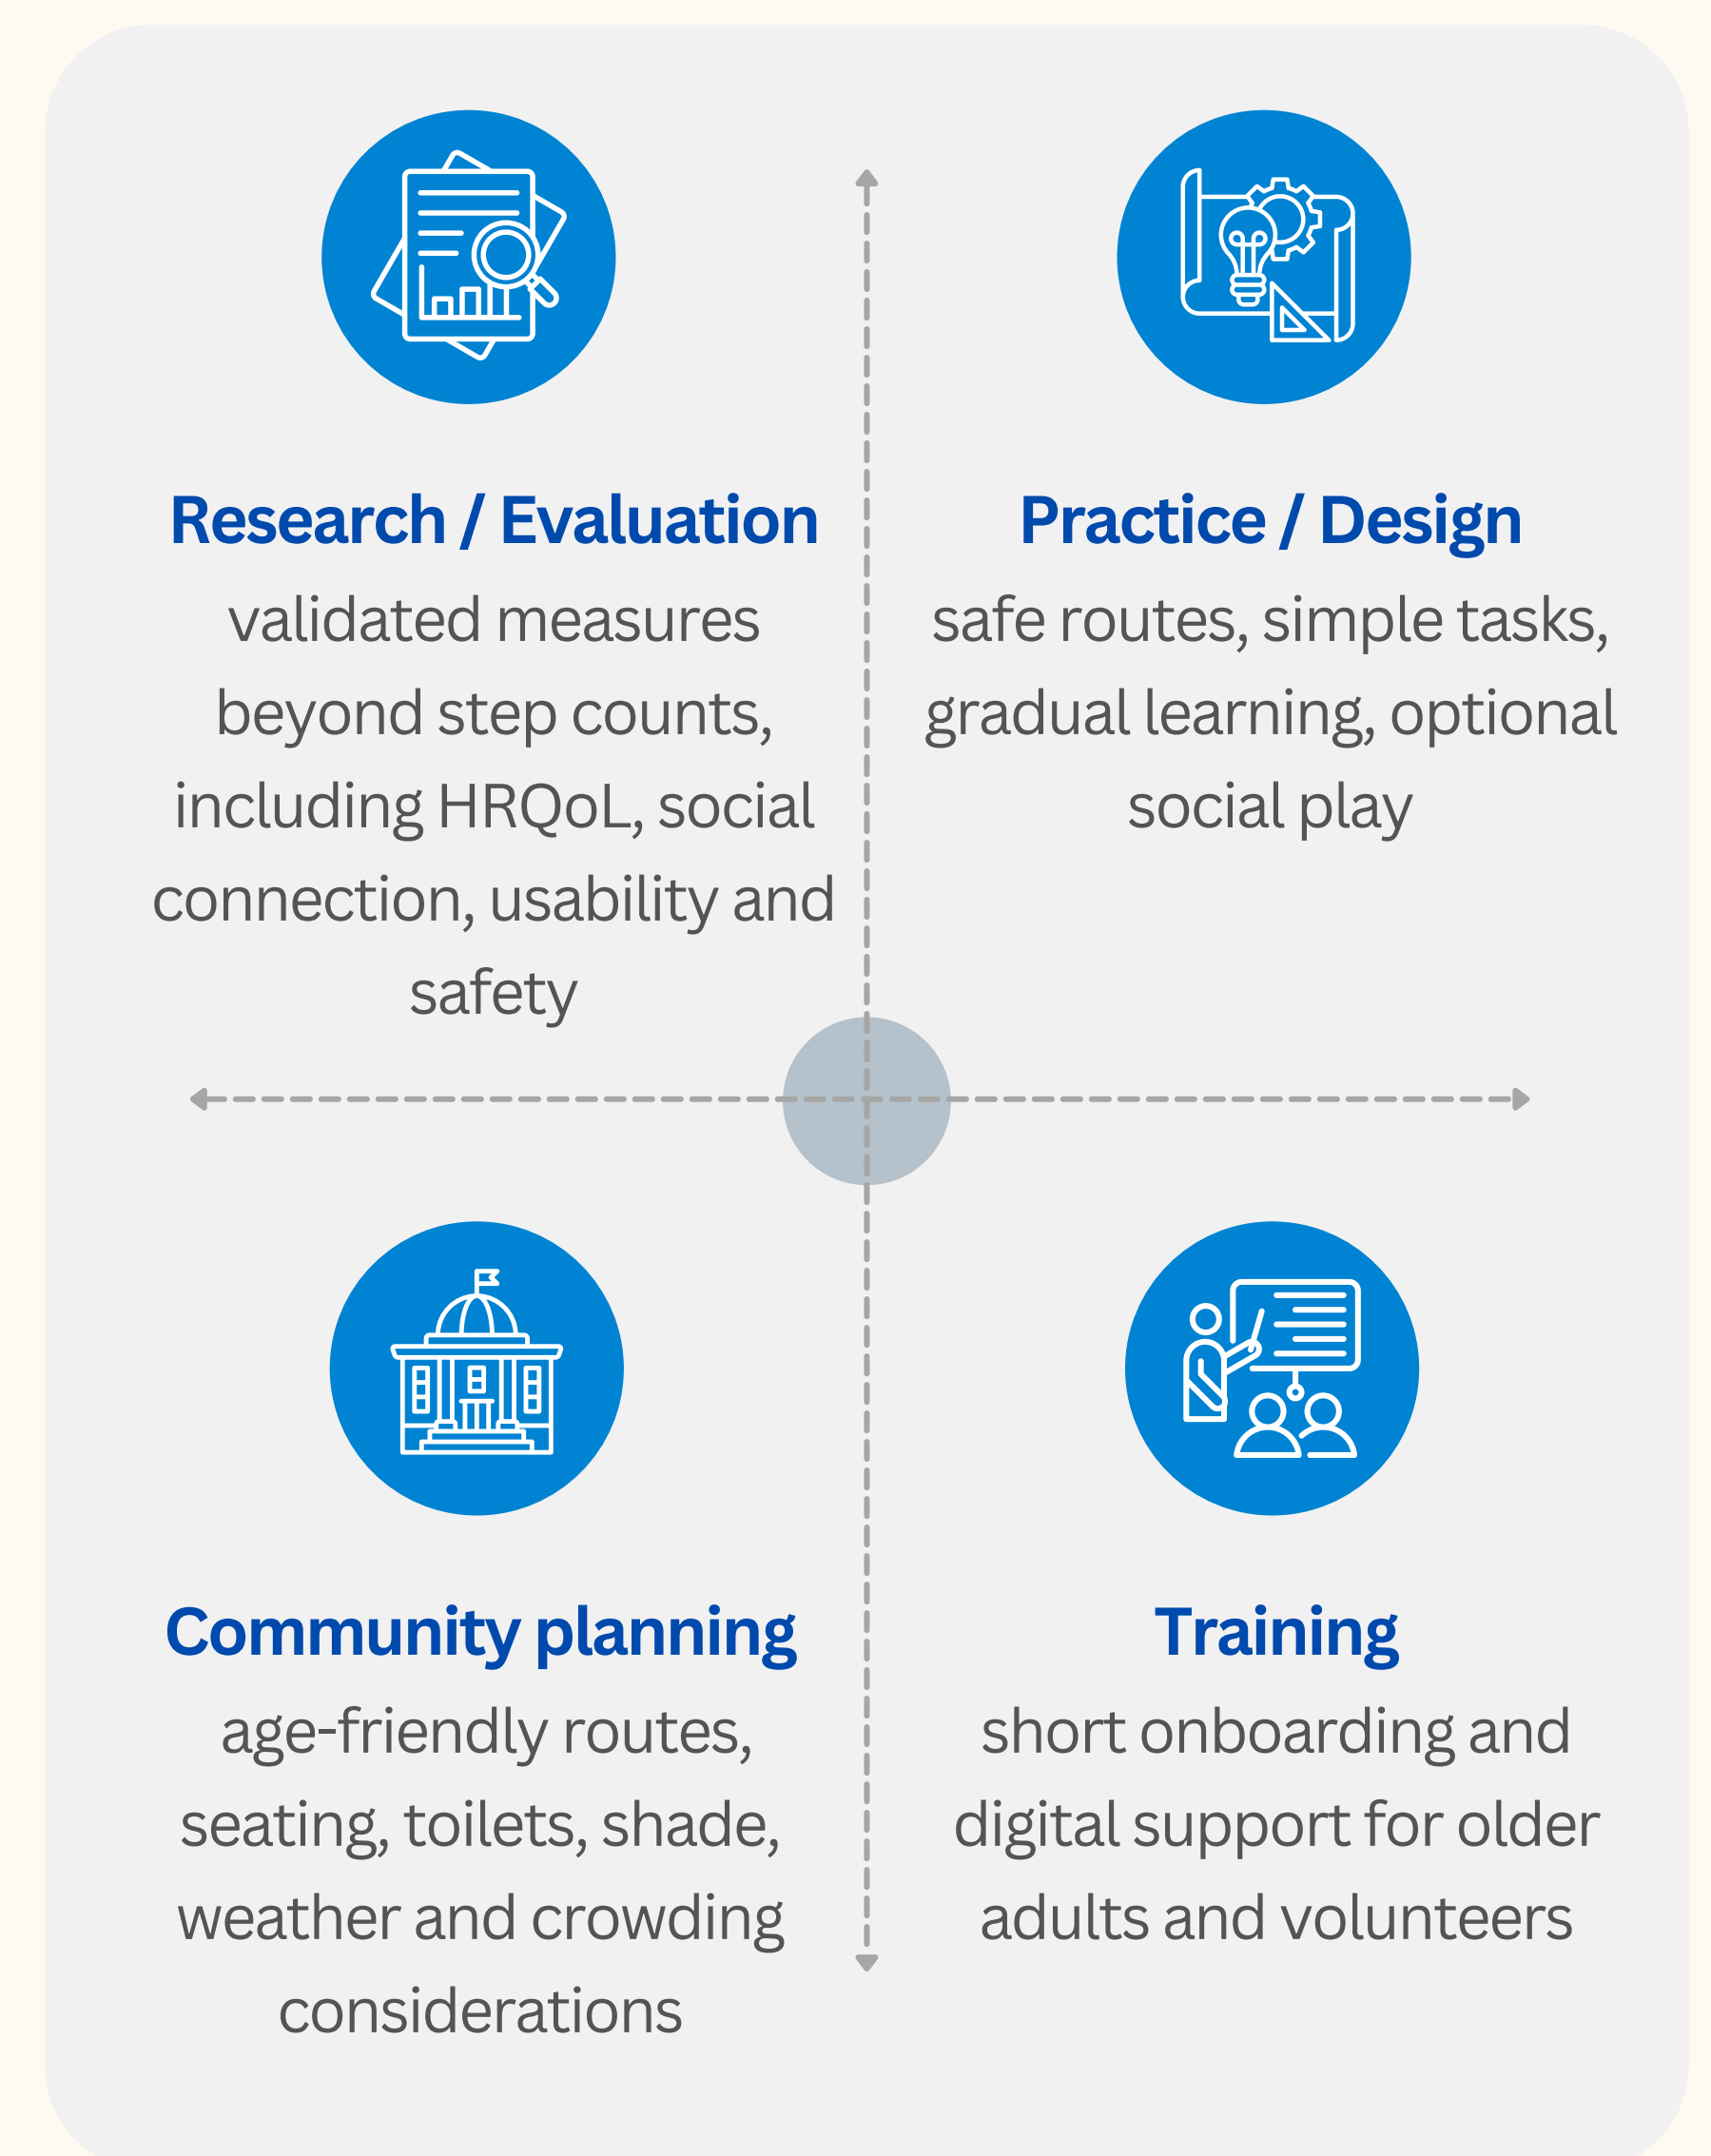 Research / Evaluation
validated measures
beyond step counts,
including HRQoL, social
connection, usability and
safety
Practice / Design
safe routes, simple tasks,
gradual learning, optional
social play
Community planning
age-friendly routes,
seating, toilets, shade,
weather and crowding
considerations
Training
short onboarding and
digital support for older
adults and volunteers